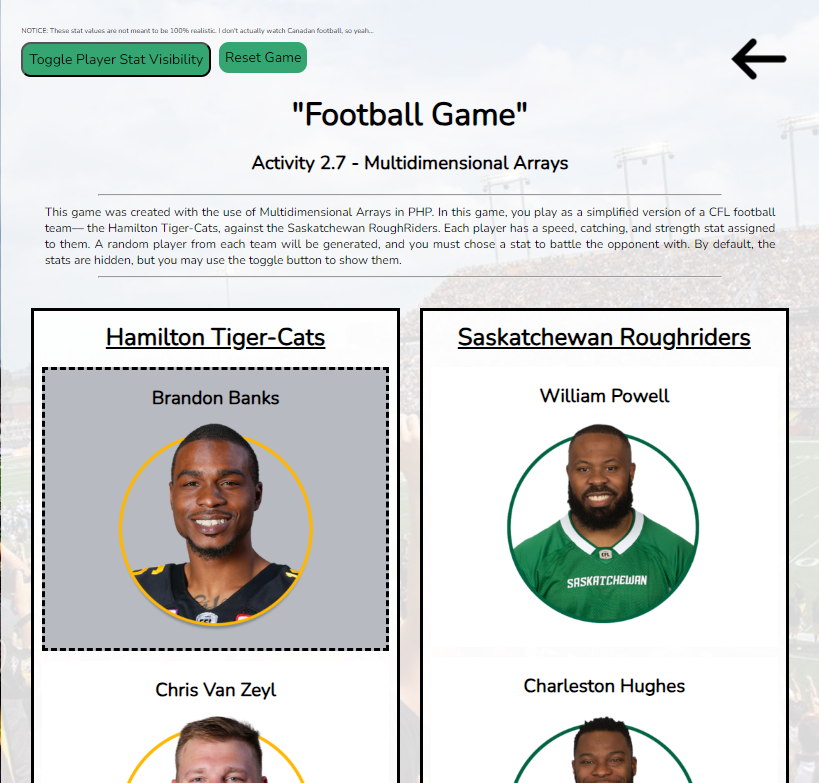 NOTICE: These stat values are not meant to be 100% realistic. I don't actually watch Canadian football, so yeah...
Toggle Player Stat Visibility
Reset Game
"Football Game"
Activity 2.7 - Multidimensional Arrays
This game was created with the use of Multidimensional Arrays in PHP. In this game, you play as a simplified version of a CFL football
team— the Hamilton Tiger-Cats, against the Saskatchewan RoughRiders. Each player has a speed, catching, and strength stat assigned
to them. A random player from each team will be generated, and you must chose a stat to battle the opponent with. By default, the
stats are hidden, but you may use the toggle button to show them.
Hamilton Tiger-Cats
Brandon Banks
CFL
Chris Van Zeyl
Saskatchewan Roughriders
William Powell
CFL
SASKATCHEWAN
Charleston Hughes